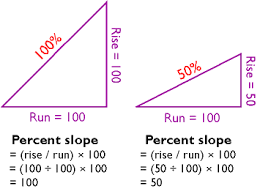 100%
Rise = 100
Run = 100
50%
Rise = 50
Run = 100
Percent slope
= (rise / run) × 100
= (100 ÷ 100) × 100
= 100
Percent slope
= (rise / run) × 100
= (50 ÷ 100) × 100
= 50